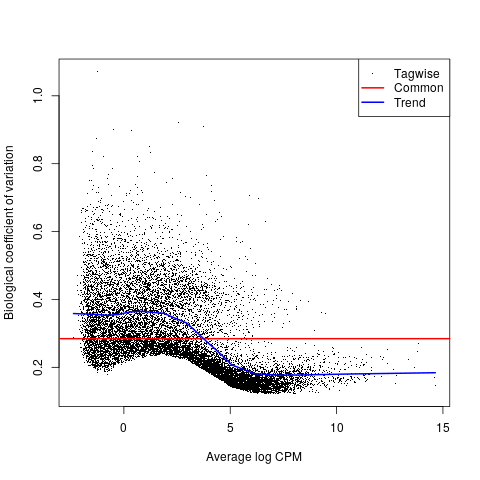 Tagwise
Common
Trend
Biological coefficient of variation
1.0
0.8
0.6
0.4
0.2
0
5
10
15
Average log CPM